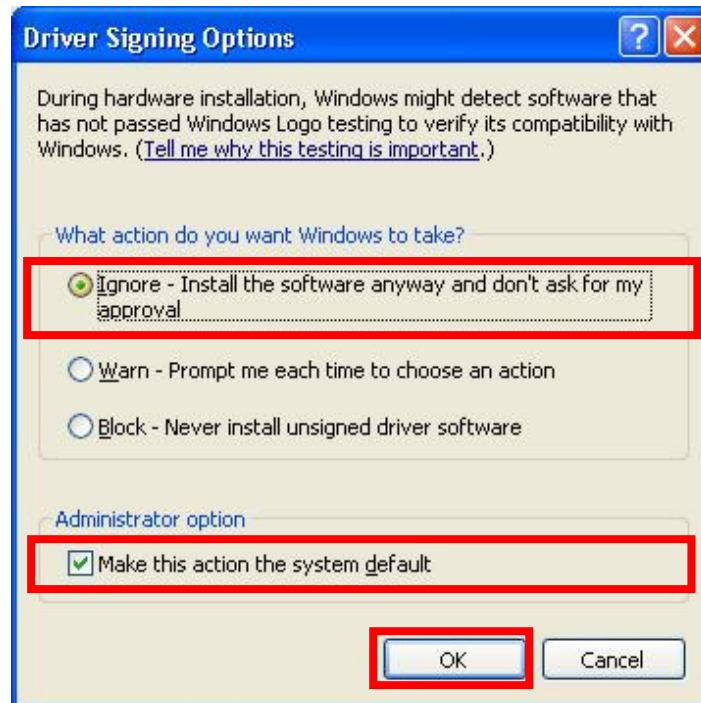 Driver Signing Options
During hardware installation, Windows might detect software that
has not passed Windows Logo testing to verify its compatibility with
Windows. (Tell me why this testing is important.)
What action do you want Windows to take?
Ignore - Install the software anyway and don't ask for my
approval
Warn - Prompt me each time to choose an action
Block - Never install unsigned driver software
Administrator option
Make this action the system default
OK Cancel